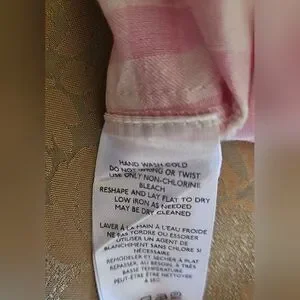 HAND WASH COLD
DO NOT WRING OR TWIST
USE ONLY NON-CHLORINE
BLEACH
RESHAPE AND LAY FLAT TO DRY
LOW IRON AS NEEDED
MAY BE DRY CLEANED
LAVER À LA MAIN À L'EAU FROIDE
NE PAS TORDRE OU ESSORER
UTILISER UN AGENT DE
BLANCHIMENT SANS CHLORE SI
NÉCESSAIRE
REMODELER ET SÉCHER À PLAT
REPASSER, AU BESOIN, À TRÈS
BASSE TEMPÉRATURE
PEUT-ÊTRE ÊTRE NETTOYÉ
À SEC